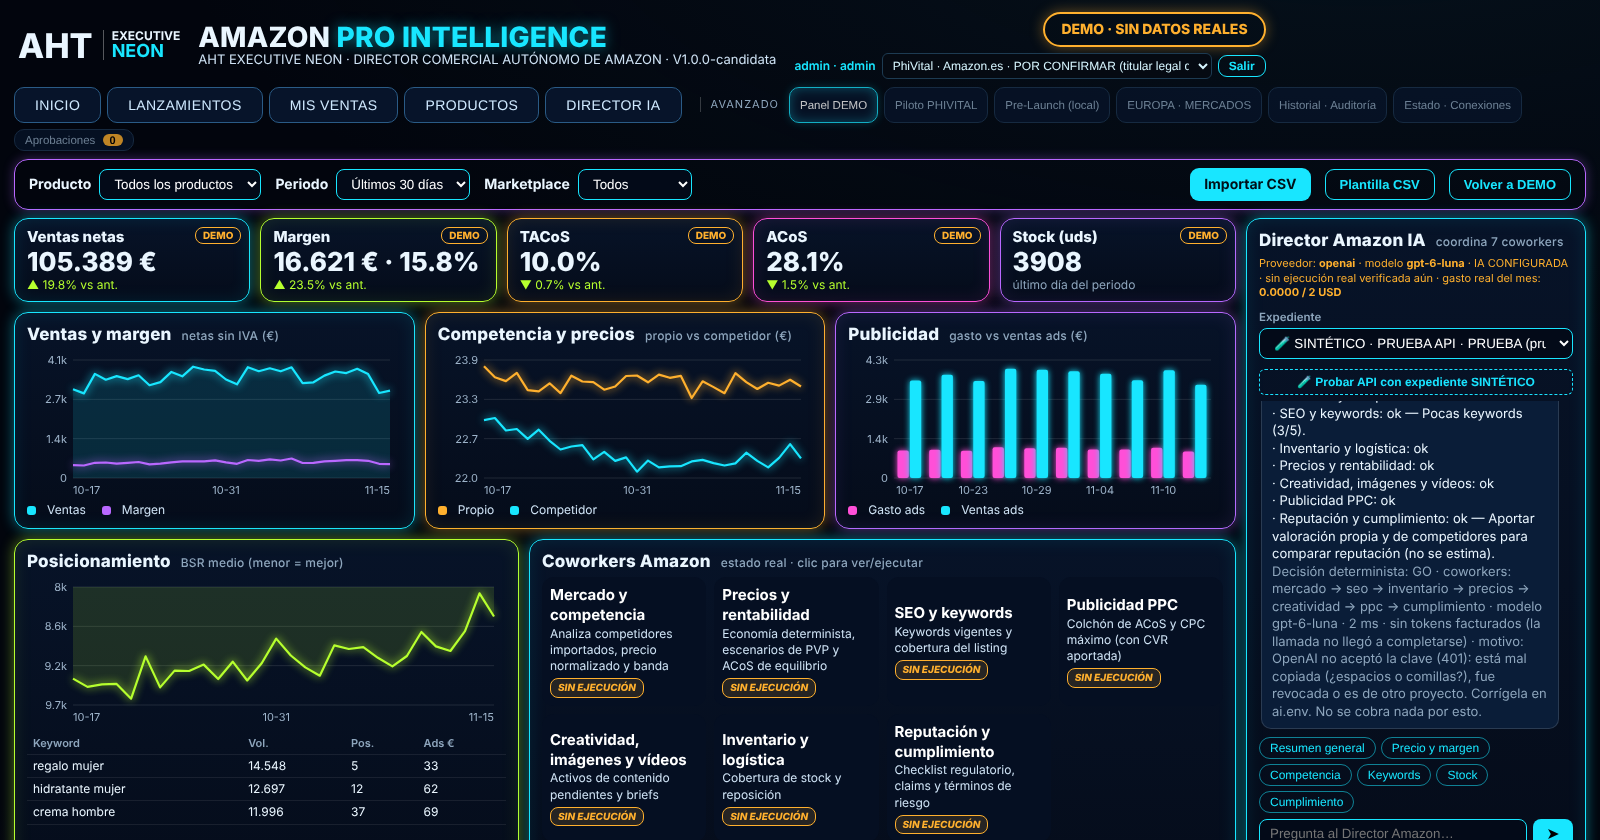 AHT EXECUTIVE NEON
AMAZON PRO INTELLIGENCE
AHT EXECUTIVE NEON · DIRECTOR COMERCIAL AUTÓNOMO DE AMAZON · V1.0.0-candidata
DEMO · SIN DATOS REALES
admin · admin
PhiVital · Amazon.es · POR CONFIRMAR (titular legal d
Salir
INICIO
LANZAMIENTOS
MIS VENTAS
PRODUCTOS
DIRECTOR IA
AVANZADO
Panel DEMO
Piloto PHIVITAL
Pre-Launch (local)
EUROPA · MERCADOS
Historial · Auditoría
Estado · Conexiones
Aprobaciones 0
Producto
Todos los productos
Periodo
Últimos 30 días
Marketplace
Todos
Importar CSV
Plantilla CSV
Volver a DEMO
Ventas netas
DEMO
105.389 €
▲ 19.8% vs ant.
Margen
DEMO
16.621 € · 15.8%
▲ 23.5% vs ant.
TACoS
DEMO
10.0%
▼ 0.7% vs ant.
ACoS
DEMO
28.1%
▼ 1.5% vs ant.
Stock (uds)
DEMO
3908
último día del periodo
Ventas y margen netas sin IVA (€)
4.1k
2.7k
1.4k
0
10-17
10-31
11-15
Ventas
Margen
Competencia y precios propio vs competidor (€)
23.9
23.3
22.7
22.0
10-17
10-31
11-15
Propio
Competidor
Publicidad gasto vs ventas ads (€)
4.3k
2.9k
1.4k
0
10-17
10-23
10-29
11-04
11-10
Gasto ads
Ventas ads
Posicionamiento BSR medio (menor = mejor)
8k
8.6k
9.2k
9.7k
10-17
10-31
11-15
Keyword Vol. Pos. Ads €
regalo mujer 14.548 5 33
hidratante mujer 12.697 12 62
crema hombre 11.996 37 69
Coworkers Amazon estado real · clic para ver/ejecutar
Mercado y
competencia
Analiza competidores
importados, precio
normalizado y banda
SIN EJECUCIÓN
Precios y
rentabilidad
Economía determinista,
escenarios de PVP y
ACoS de equilibrio
SIN EJECUCIÓN
SEO y keywords
Keywords vigentes y
cobertura del listing
SIN EJECUCIÓN
Publicidad PPC
Colchón de ACoS y CPC
máximo (con CVR
aportada)
SIN EJECUCIÓN
Creatividad,
imágenes y vídeos
Activos de contenido
pendientes y briefs
SIN EJECUCIÓN
Inventario y
logística
Cobertura de stock y
reposición
SIN EJECUCIÓN
Reputación y
cumplimiento
Checklist regulatorio,
claims y términos de
riesgo
SIN EJECUCIÓN
Director Amazon IA coordina 7 coworkers
Proveedor: openai · modelo gpt-6-luna · IA CONFIGURADA
· sin ejecución real verificada aún · gasto real del mes:
0.0000 / 2 USD
Expediente
SINTÉTICO · PRUEBA API · PRUEBA (pru
Probar API con expediente SINTÉTICO
· SEO y keywords: ok — Pocas keywords
(3/5).
· Inventario y logística: ok
· Precios y rentabilidad: ok
· Creatividad, imágenes y vídeos: ok
· Publicidad PPC: ok
· Reputación y cumplimiento: ok — Aportar
valoración propia y de competidores para
comparar reputación (no se estima).
Decisión determinista: GO · coworkers:
mercado → seo → inventario → precios →
creatividad → ppc → cumplimiento · modelo
gpt-6-luna · 2 ms · sin tokens facturados (la
llamada no llegó a completarse) · motivo:
OpenAI no aceptó la clave (401): está mal
copiada (¿espacios o comillas?), fue
revocada o es de otro proyecto. Corrígela en
ai.env. No se cobra nada por esto.
Resumen general
Precio y margen
Competencia
Keywords
Stock
Cumplimiento
Pregunta al Director Amazon…